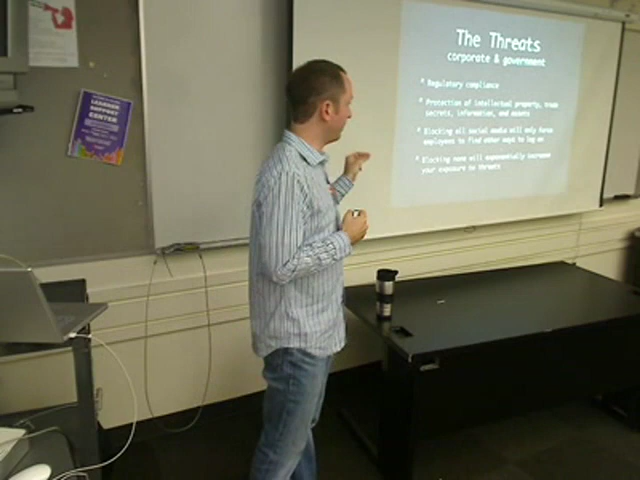 The Threats
corporate & government
* Regulatory compliance
* Protection of intellectual property, trade
secrets, information, and assets
* Blocking all social media will only force
employees to find other ways to log on
* Blocking none will exponentially increase
your exposure to threats
LEARNER
SUPPORT
CENTER